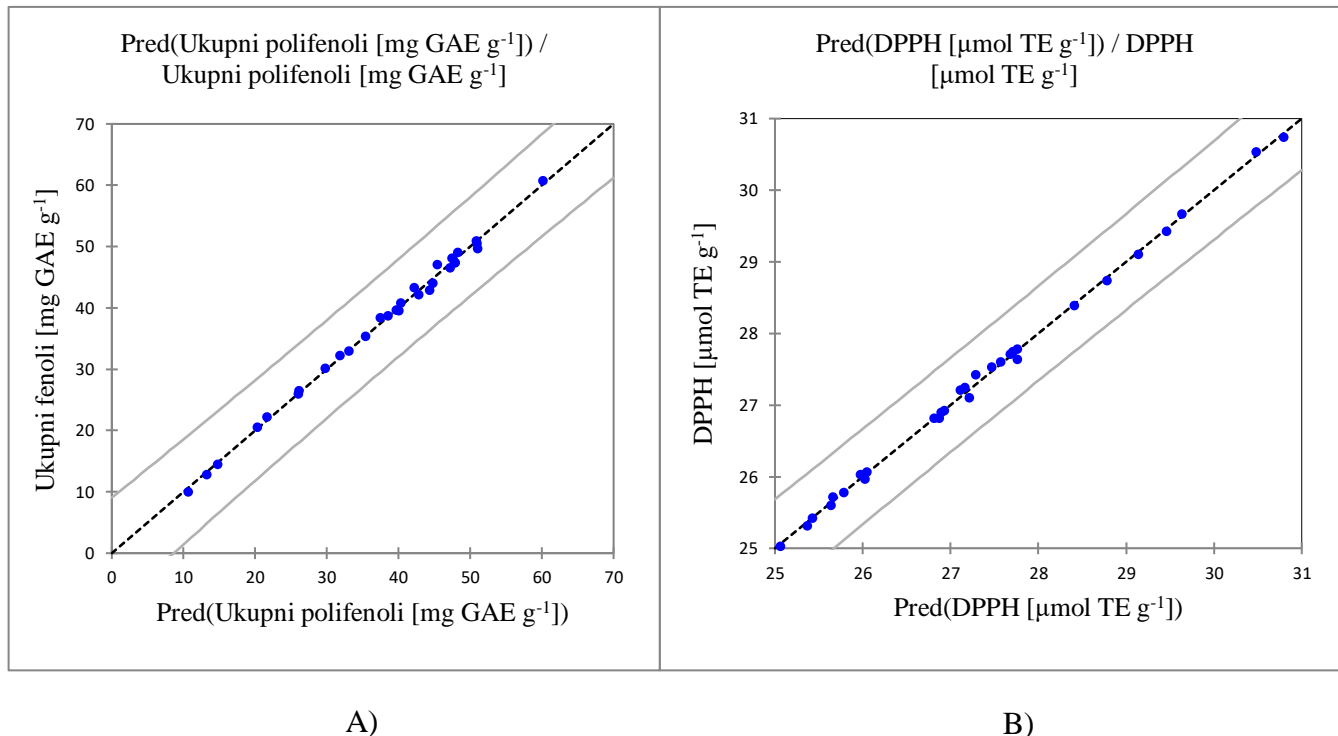 Pred(Ukupni polifenoli [mg GAE g-1]) /
Ukupni polifenoli [mg GAE g-1]
70
60
50
40
30
20
10
0
Ukupni fenoli [mg GAE g-1]
0 10 20 30 40 50 60 70
Pred(Ukupni polifenoli [mg GAE g-1])
Pred(DPPH [µmol TE g-1]) / DPPH
[µmol TE g-1]
31
30
29
28
27
26
25
DPPH [µmol TE g-1]
25 26 27 28 29 30 31
Pred(DPPH [µmol TE g-1])
A)
B)